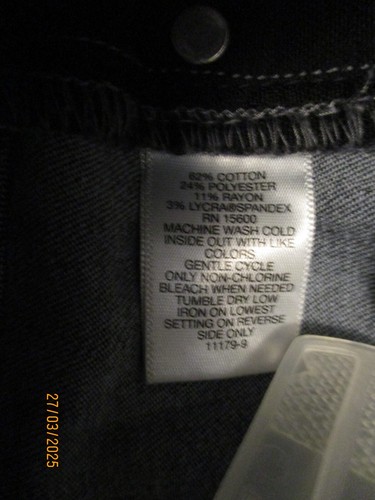 62% COTTON
24% POLYESTER
11% RAYON
3% LYCRA®SPANDEX
RN 15600
MACHINE WASH COLD
INSIDE OUT WITH LIKE
COLORS
GENTLE CYCLE
ONLY NON-CHLORINE
BLEACH WHEN NEEDED
TUMBLE DRY LOW
IRON ON LOWEST
SETTING ON REVERSE
SIDE ONLY
11179-9
27/03/2025